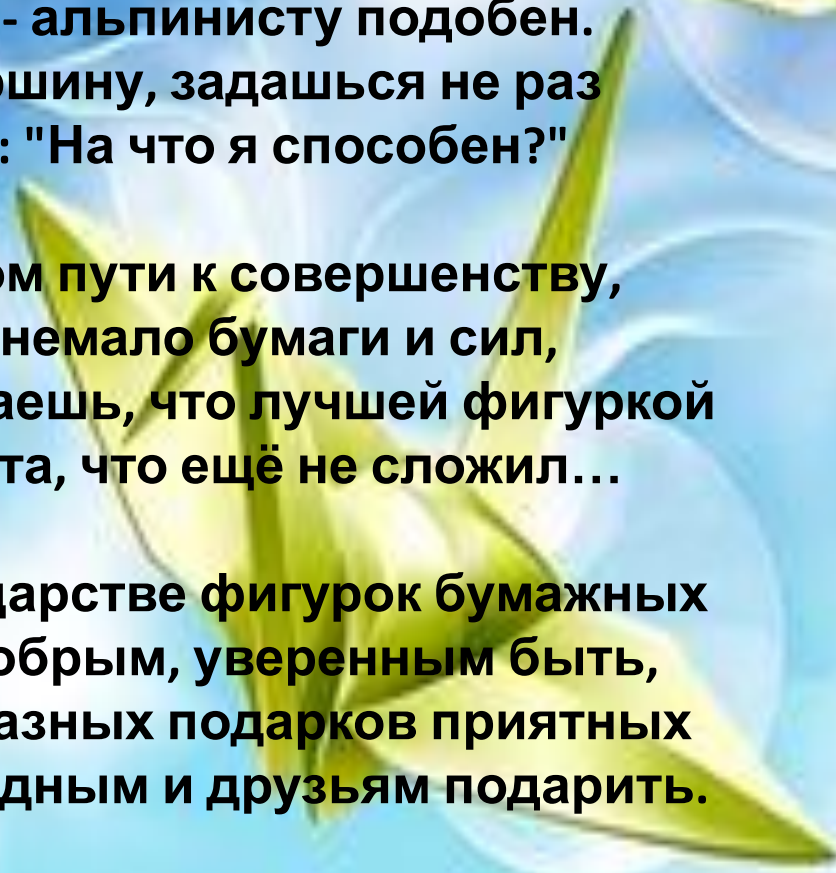 - альпинисту подобен.
ршину, задашься не раз
: "На что я способен?"
ом пути к совершенству,
немало бумаги и сил,
аешь, что лучшей фигуркой
та, что ещё не сложил...
дарстве фигурок бумажных
обрым, уверенным быть,
азных подарков приятных
дным и друзьям подарить.